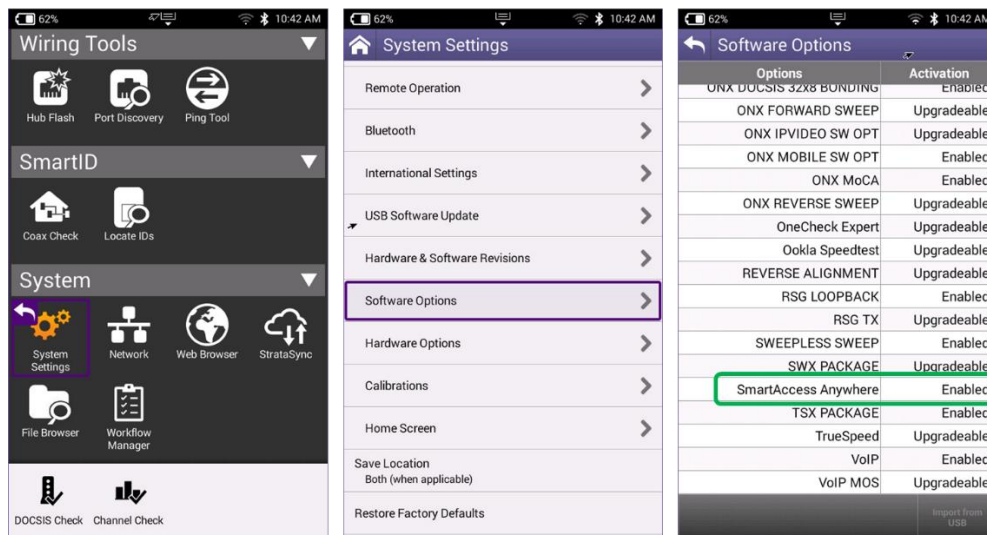 62%
10:42 AM
Wiring Tools
Hub Flash
Port Discovery
Ping Tool
SmartID
Coax Check
Locate IDs
System
System
Settings
Network
Web Browser
StrataSync
File Browser
Workflow
Manager
DOCSIS Check
Channel Check
62%
10:42 AM
System Settings
Remote Operation
Bluetooth
International Settings
USB Software Update
Hardware & Software Revisions
Software Options
Hardware Options
Calibrations
Home Screen
Save Location
Both (when applicable)
Restore Factory Defaults
62%
10:42 AM
Software Options
Options Activation
ONX DOCSIS 32x8 BONDING Enabled
ONX FORWARD SWEEP Upgradeable
ONX IPVIDEO SW OPT Upgradeable
ONX MOBILE SW OPT Enabled
ONX MoCA Enabled
ONX REVERSE SWEEP Upgradeable
OneCheck Expert Upgradeable
Ookla Speedtest Upgradeable
REVERSE ALIGNMENT Upgradeable
RSG LOOPBACK Enabled
RSG TX Upgradeable
SWEEPLESS SWEEP Enabled
SWX PACKAGE Upgradeable
SmartAccess Anywhere Enabled
TSX PACKAGE Enabled
TrueSpeed Upgradeable
VoIP Enabled
VoIP MOS Upgradeable
Import from
USB